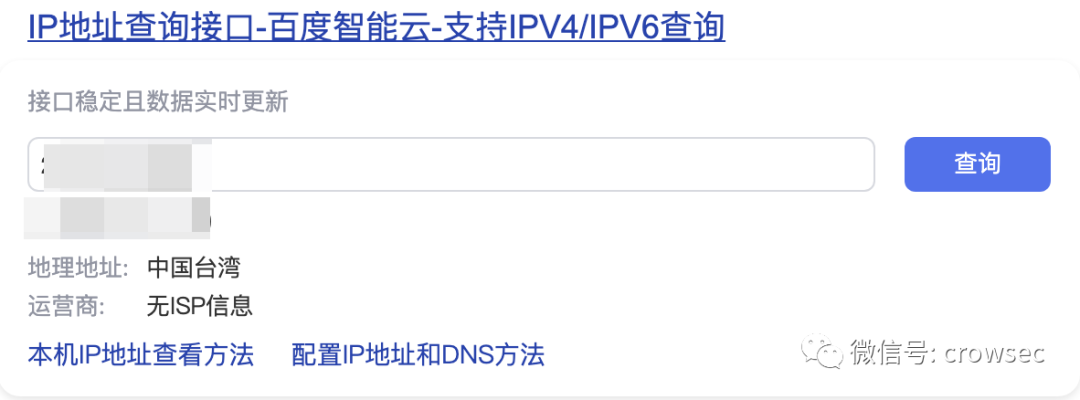 IP地址查询接口-百度智能云-支持IPV4/IPV6查询
接口稳定且数据实时更新
查询
地理地址: 中国台湾
运营商: 无ISP信息
本机IP地址查看方法 配置IP地址和DNS方法
微信号: crowsec